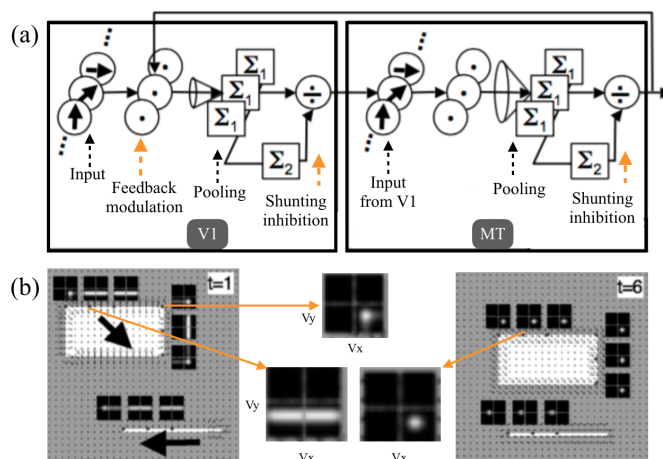 (a)
Σ1
Σ1
Σ1
÷
Σ2
Σ1
Σ1
Σ1
÷
Σ2
Input
Feedback
modulation
Pooling
Shunting
inhibition
V1
Input
from V1
Pooling
Shunting
inhibition
MT
(b)
t=1
Vy
Vx
Vy
Vx
Vx
t=6